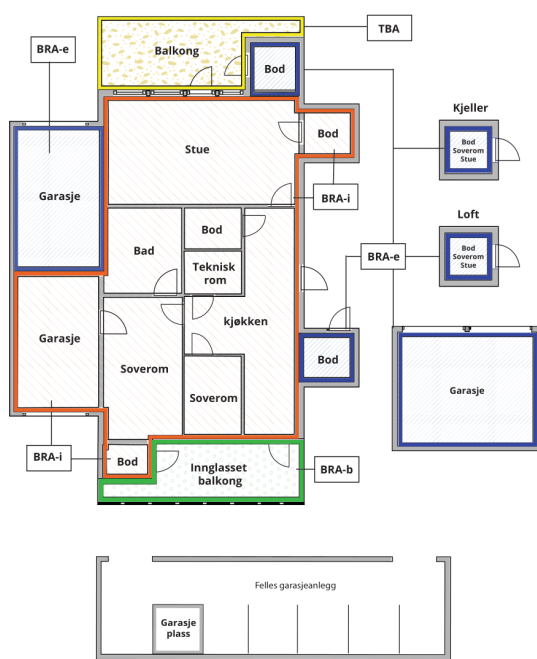 TBA
BRA-e
Balkong
Bod
Kjeller
Bod
Soverom
Stue
Bod
Stue
Garasje
BRA-i
Loft
Bod
Soverom
Stue
Bod
Bad
Teknisk
rom
BRA-e
kjøkken
Garasje
Bod
Soverom
Soverom
Garasje
BRA-i
Bod
Innglasset
balkong
BRA-b
Felles garasjeanlegg
Garasje
plass